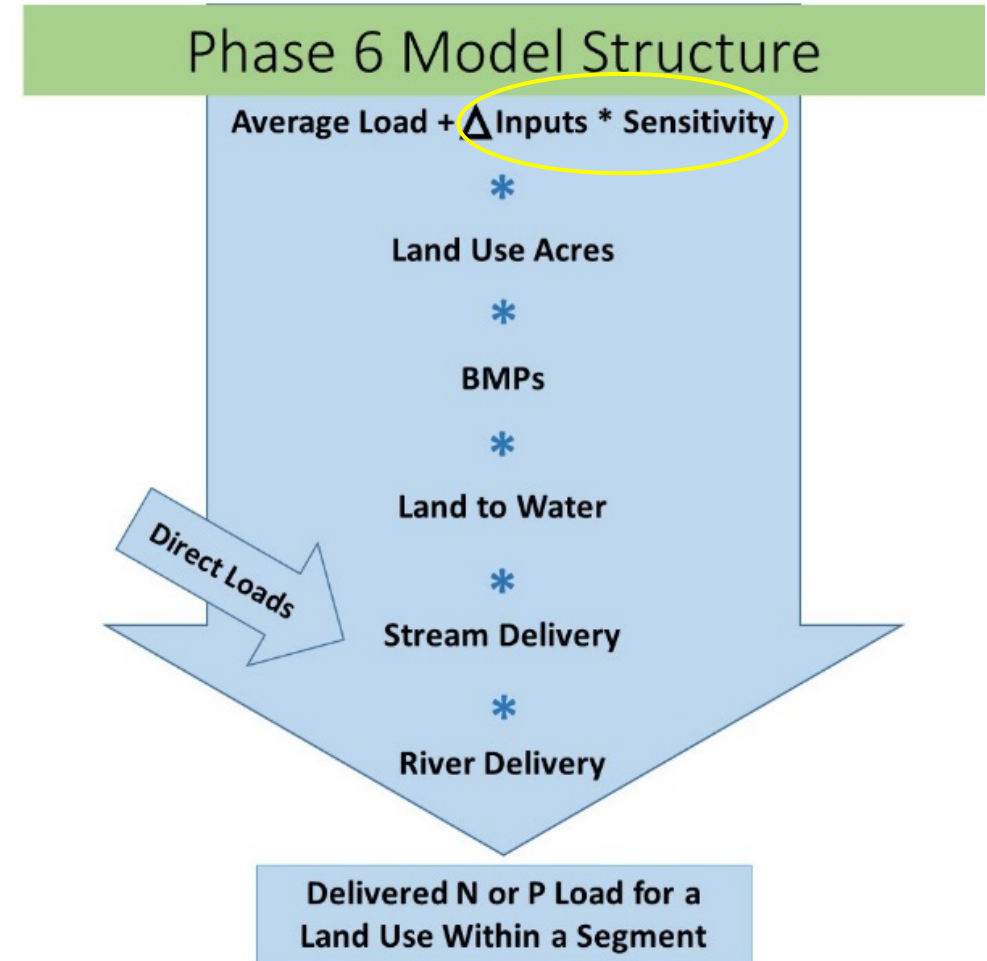 Phase 6 Model Structure
Average Load + Δ Inputs * Sensitivity
*
Land Use Acres
*
BMPs
*
Land to Water
*
Direct Loads
Stream Delivery
*
River Delivery
Delivered N or P Load for a
Land Use Within a Segment